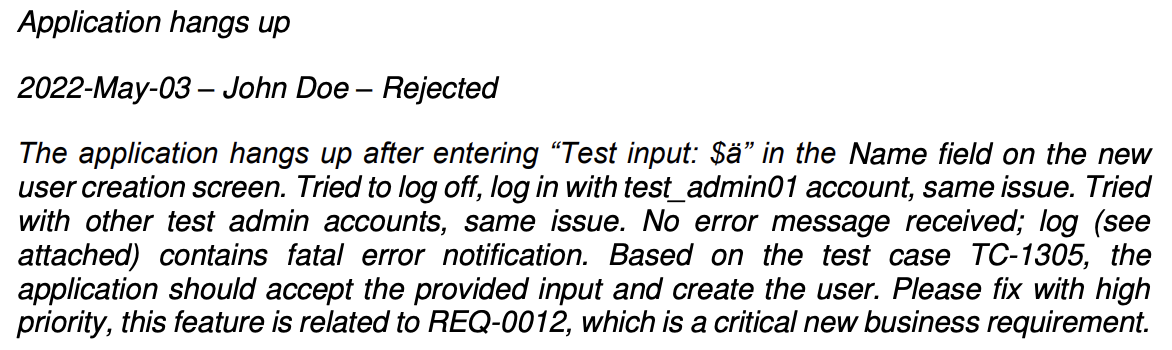 Application hangs up
2022-May-03 – John Doe – Rejected
The application hangs up after entering “Test input: $ä” in the Name field on the new
user creation screen. Tried to log off, log in with test_admin01 account, same issue. Tried
with other test admin accounts, same issue. No error message received; log (see
attached) contains fatal error notification. Based on the test case TC-1305, the
application should accept the provided input and create the user. Please fix with high
priority, this feature is related to REQ-0012, which is a critical new business requirement.